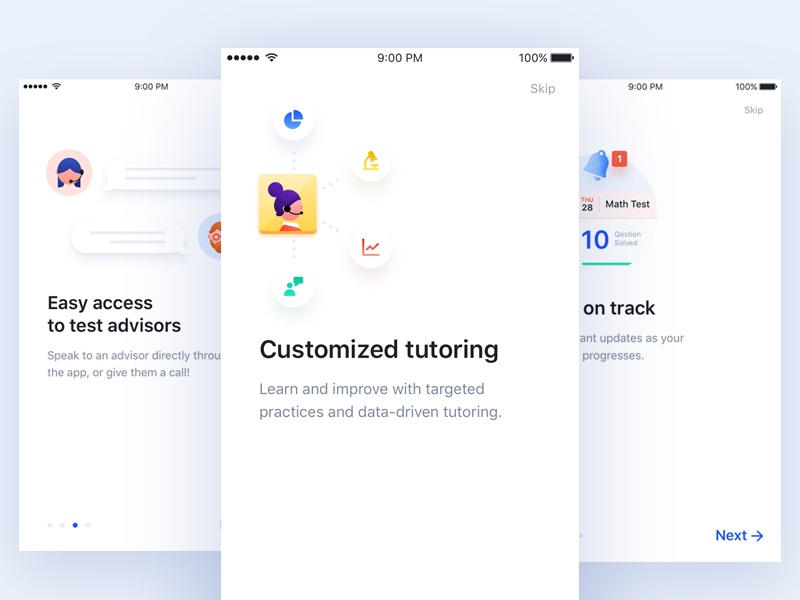 9:00 PM
Easy access
to test advisors
Speak to an advisor directly
the app, or give them a call!
9:00 PM
100%
Skip
Customized tutoring
Learn and improve with targeted
practices and data-driven tutoring.
9:00 PM
100%
Skip
1
THU
28
Math Test
10
Qestion
Solved
on track
updates as your
progresses.
Next